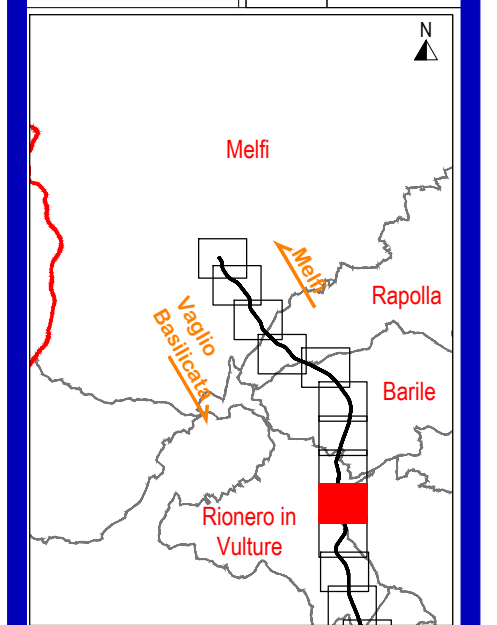 N
Melfi
Melfi
Rapolla
Vaglio
Basilicata
Barile
Rionero in
Vulture